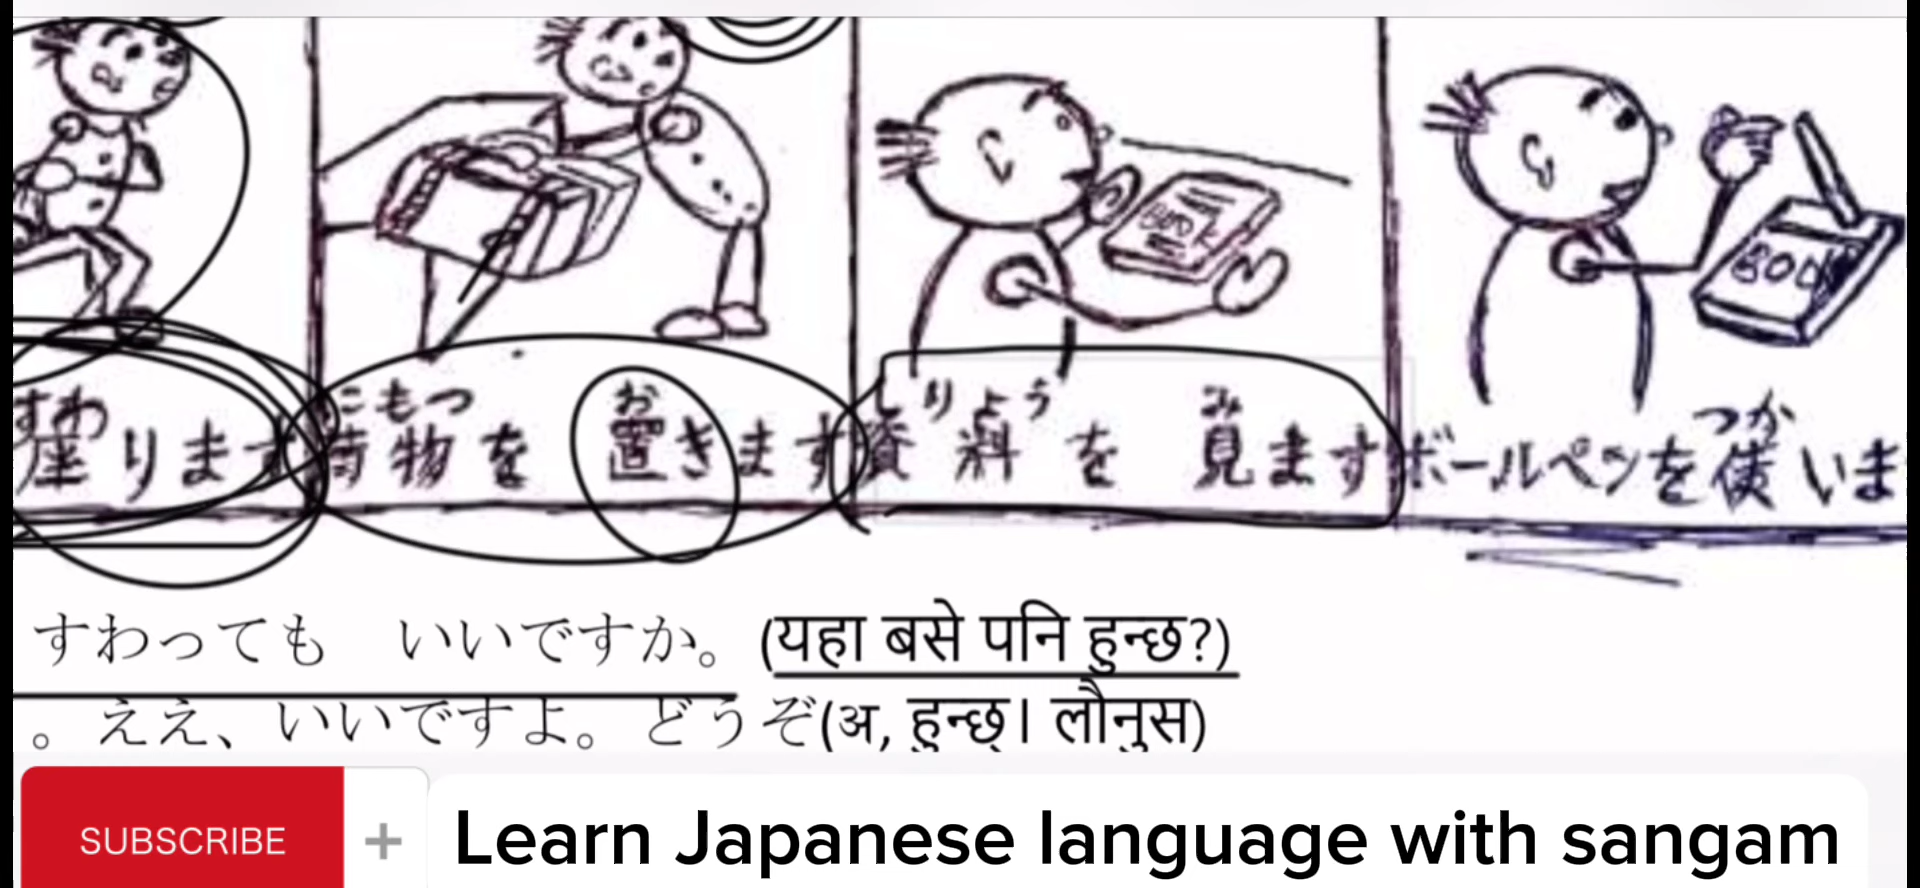 BOOK
BOOK
すわ
座ります
にもつ お
荷物を 置きます
しりょう み
資料を 見ます
つか
ボールペンを使いま
すわっても いいですか。(यहा बसे पनि हुन्छ?)
。ええ、いいですよ。どうぞ(अ, हुन्छ। लौनुस)
SUBSCRIBE +
Learn Japanese language with sangam